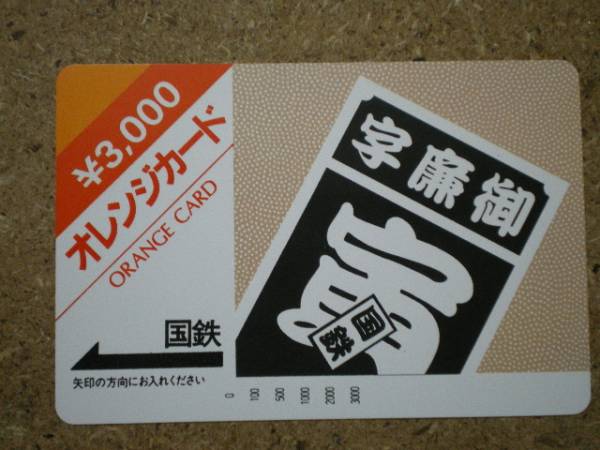 ¥3,000
オレンジカード
ORANGE CARD
国鉄
矢印の方向にお入れください
御廉字
国鉄
0 100 500 1000 2000 3000